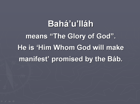 Bahá'u'lláh
means "The Glory of God".
He is 'Him Whom God will make
manifest' promised by the Báb.